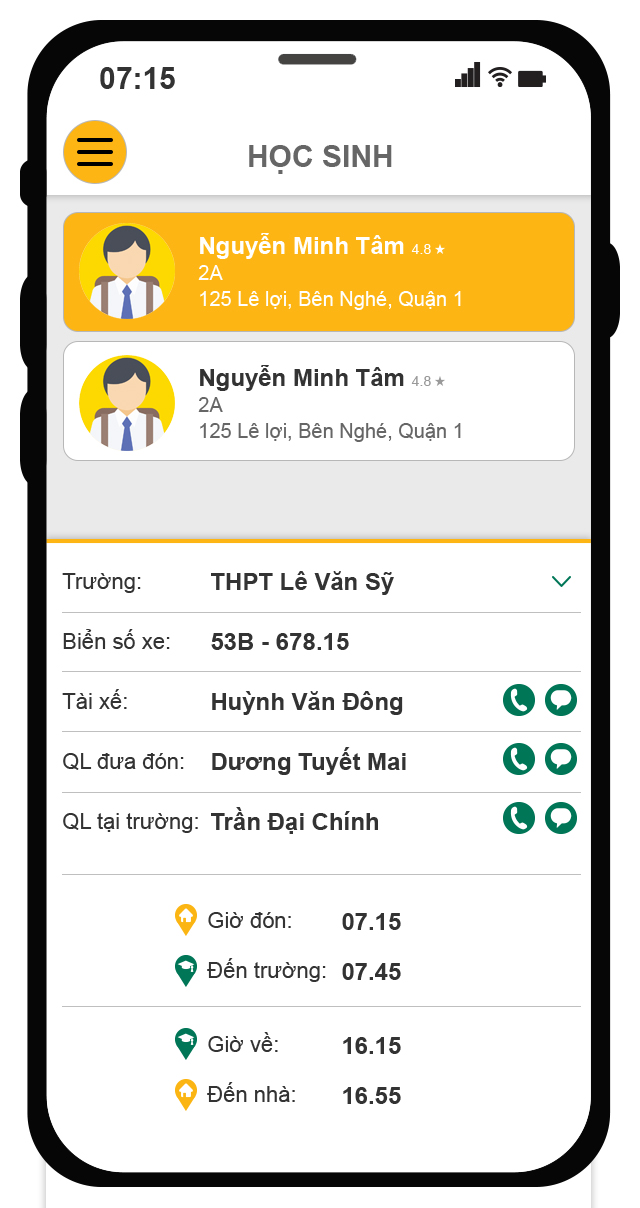 07:15
HỌC SINH
Nguyễn Minh Tâm 4.8 ★
2A
125 Lê lợi, Bên Nghé, Quận 1
Nguyễn Minh Tâm 4.8 ★
2A
125 Lê lợi, Bên Nghé, Quận 1
Trường: THPT Lê Văn Sỹ
Biển số xe: 53B - 678.15
Tài xế: Huỳnh Văn Đông
QL đưa đón: Dương Tuyết Mai
QL tại trường: Trần Đại Chính
Giờ đón: 07.15
Đến trường: 07.45
Giờ về: 16.15
Đến nhà: 16.55